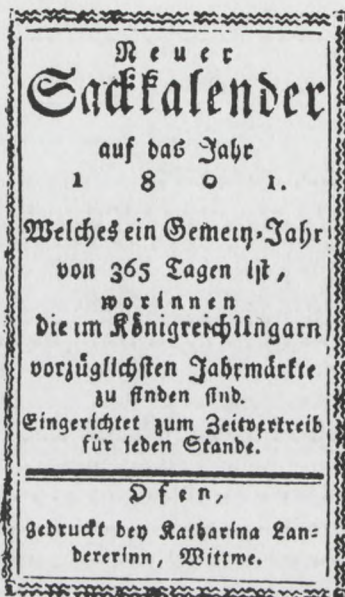 Neuer
Sackkalender
auf das Jahr
1 8 0 1.
Welches ein Gemein-Jahr
von 365 Tagen ist,
worinnen
die im Königreich Ungarn
vorzüglichsten Jahrmärkte
zu finden sind.
Eingerichtet zum Zeitvertreib
für jeden Stande.
Ofen,
gedruckt bey Katharina Lan-
dererinn, Wittwe.